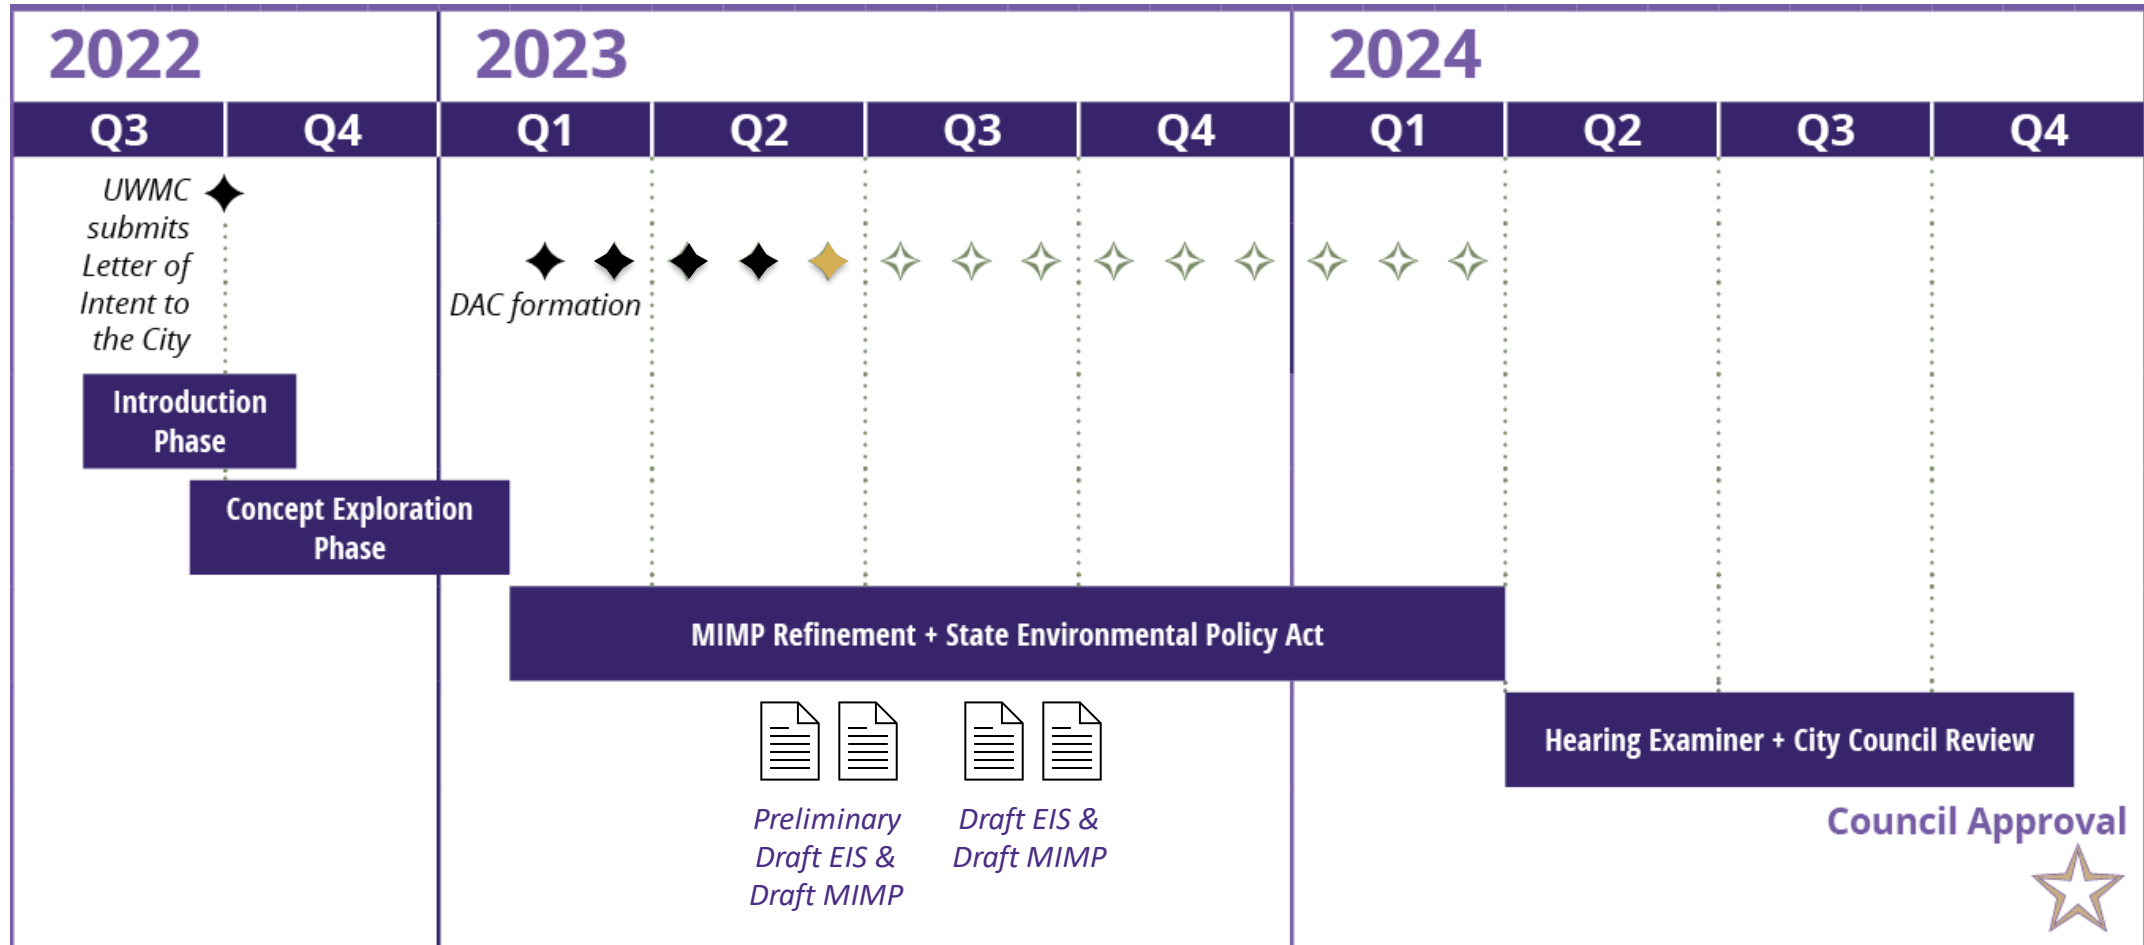 2022
2023
2024
Q3
Q4
Q1
Q2
Q3
Q4
Q1
Q2
Q3
Q4
UWMC
submits
Letter of
Intent to
the City
DAC formation
Introduction
Phase
Concept Exploration
Phase
MIMP Refinement + State Environmental Policy Act
Hearing Examiner + City Council Review
Preliminary
Draft EIS &
Draft MIMP
Draft EIS &
Draft MIMP
Council Approval